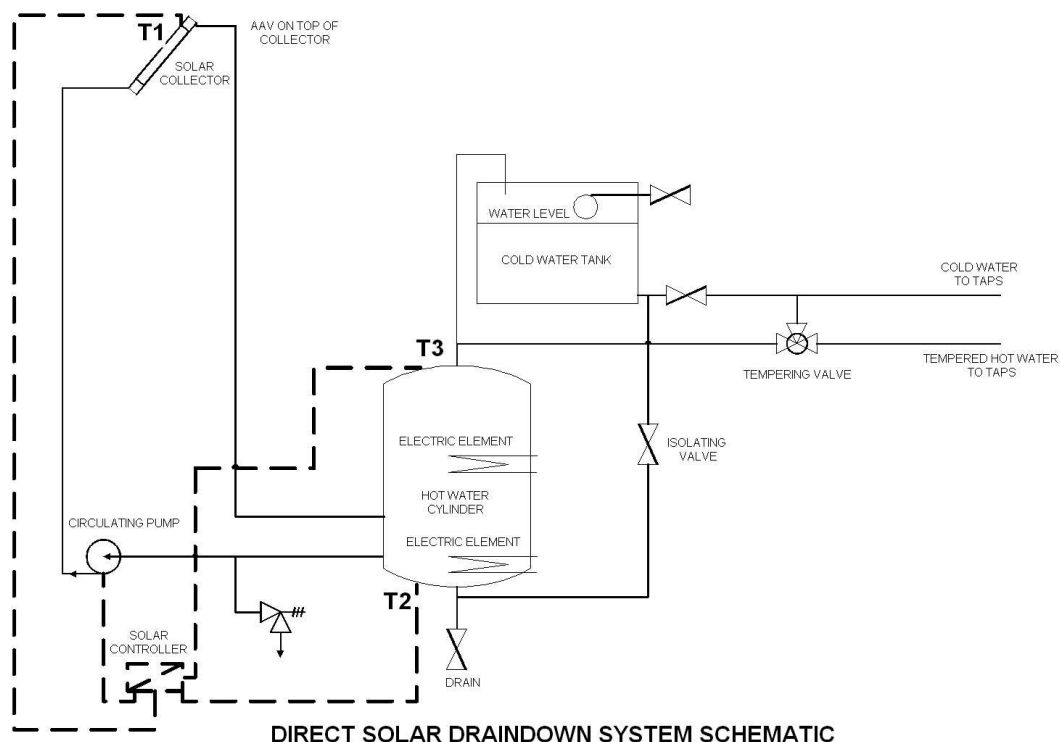 T1
AAV ON TOP OF
COLLECTOR
SOLAR
COLLECTOR
WATER LEVEL
COLD WATER TANK
COLD WATER
TO TAPS
T3
TEMPERING VALVE
TEMPERED HOT WATER
TO TAPS
ELECTRIC ELEMENT
ISOLATING
VALVE
HOT WATER
CYLINDER
CIRCULATING PUMP
ELECTRIC ELEMENT
T2
SOLAR
CONTROLLER
DRAIN
DIRECT SOLAR DRAINDOWN SYSTEM SCHEMATIC